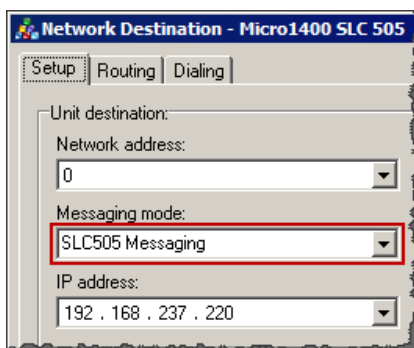 Network Destination - Micro1400 SLC 505
Setup Routing Dialing
Unit destination:
Network address:
0
Messaging mode:
SLC505 Messaging
IP address:
192 . 168 . 237 . 220